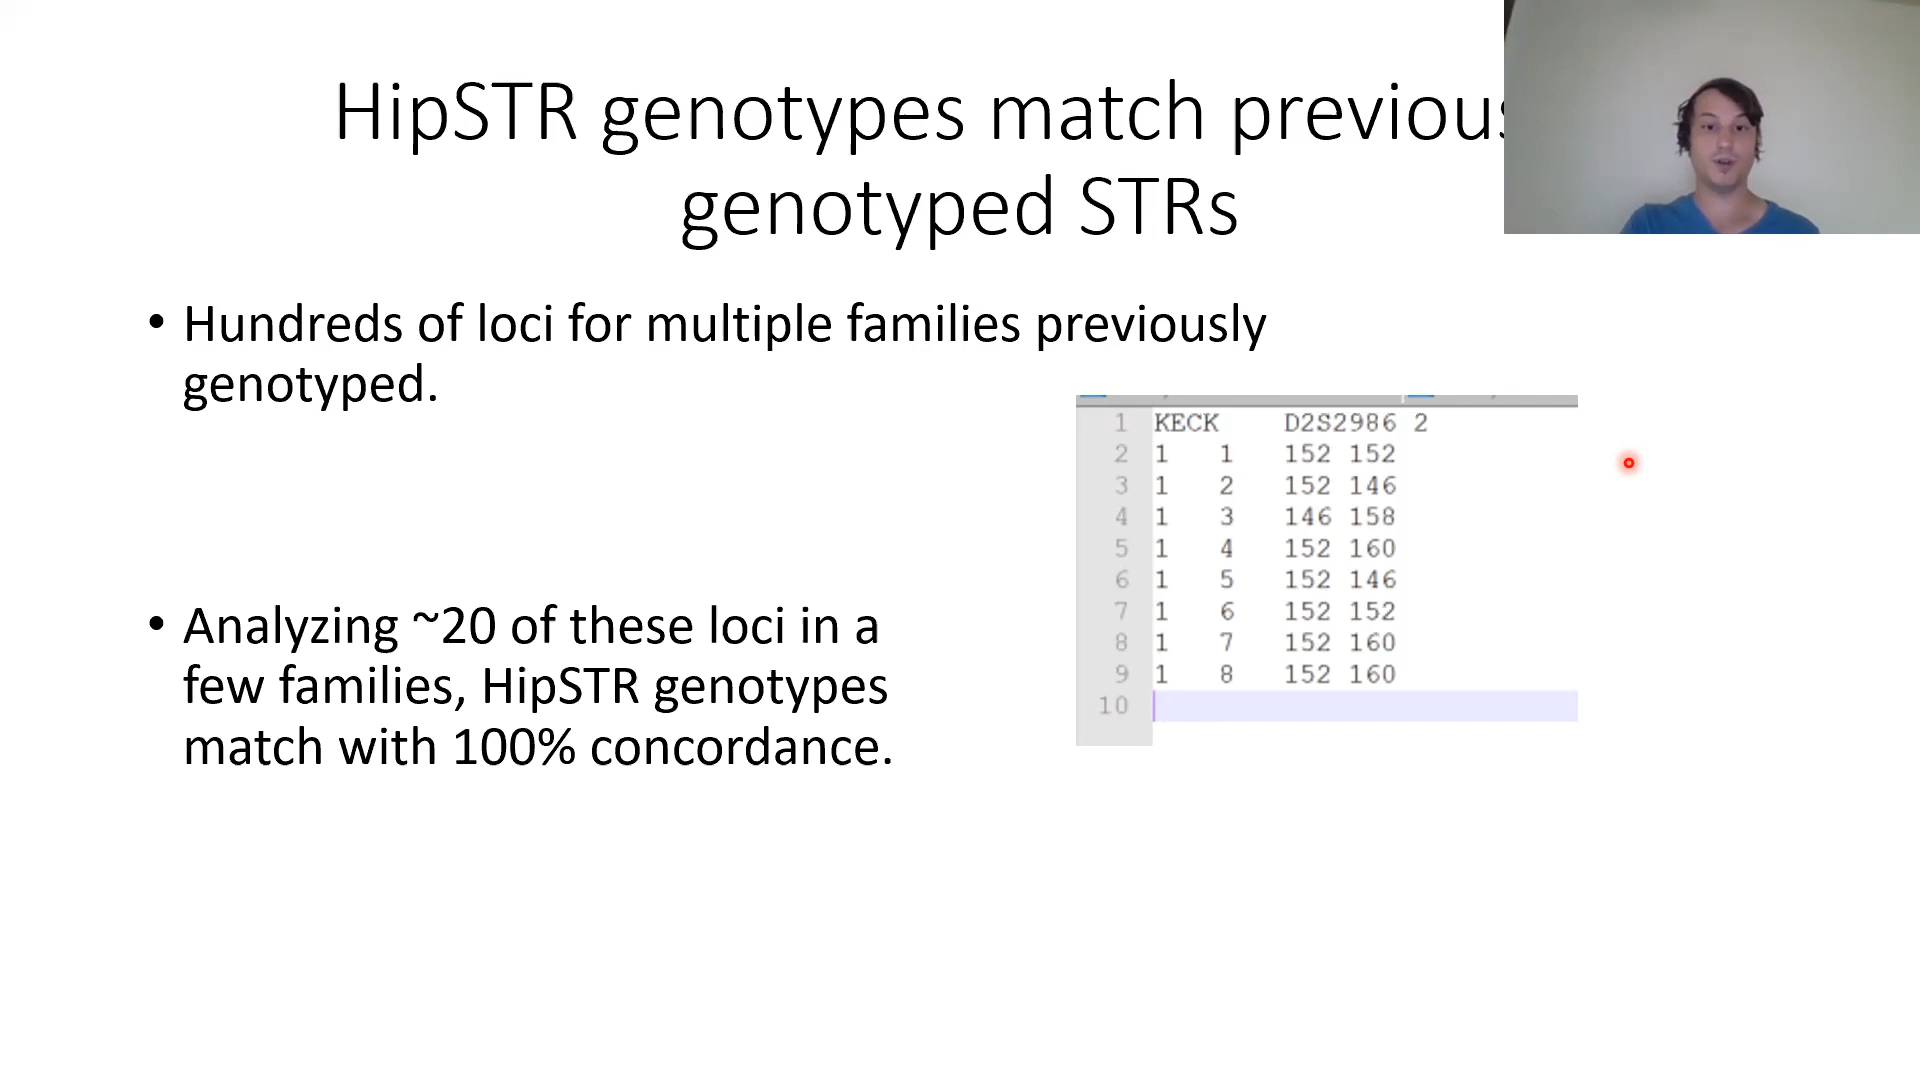 HipSTR genotypes match previous
genotyped STRs
• Hundreds of loci for multiple families previously
genotyped.
• Analyzing ~20 of these loci in a
few families, HipSTR genotypes
match with 100% concordance.
1 KECK D2S2986 2
2 1 1 152 152
3 1 2 152 146
4 1 3 146 158
5 1 4 152 160
6 1 5 152 146
7 1 6 152 152
8 1 7 152 160
9 1 8 152 160
10